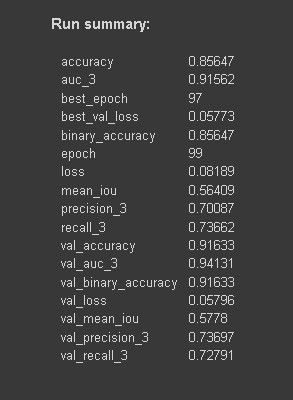 Run summary:
accuracy 0.85647
auc_3 0.91562
best_epoch 97
best_val_loss 0.05773
binary_accuracy 0.85647
epoch 99
loss 0.08189
mean_iou 0.56409
precision_3 0.70087
recall_3 0.73662
val_accuracy 0.91633
val_auc_3 0.94131
val_binary_accuracy 0.91633
val_loss 0.05796
val_mean_iou 0.5778
val_precision_3 0.73697
val_recall_3 0.72791